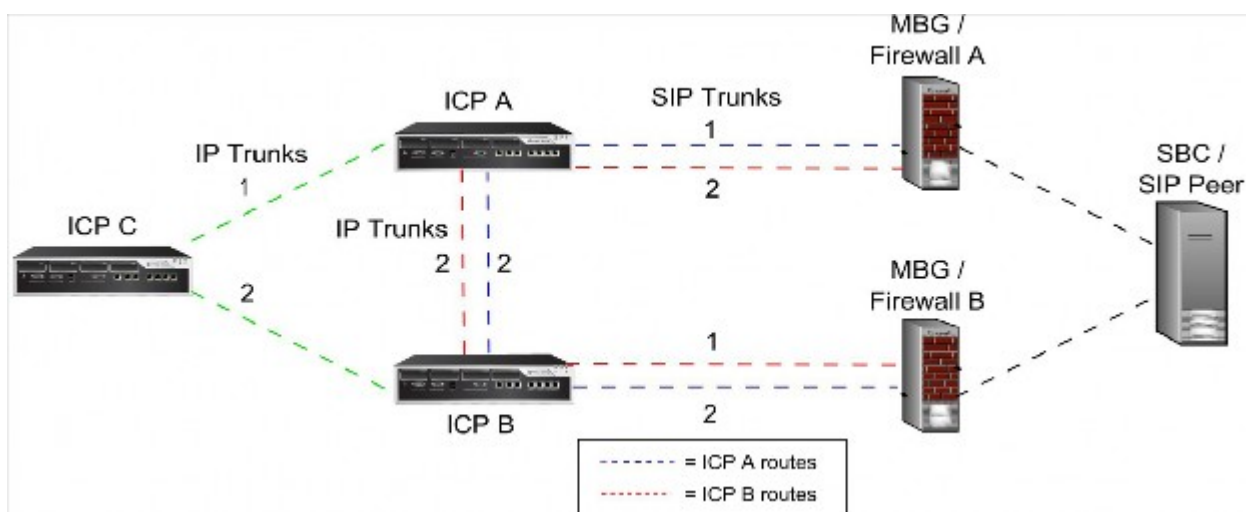 MBG /
Firewall A
ICP A
SIP Trunks
1
2
IP Trunks
1
SBC /
SIP Peer
ICP C
IP Trunks
2
2
2
MBG /
Firewall B
1
2
ICP B
= ICP A routes
= ICP B routes